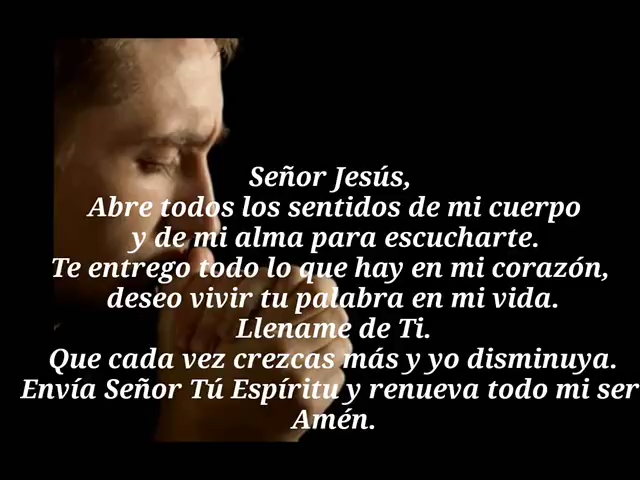 Señor Jesús,
Abre todos los sentidos de mi cuerpo
y de mi alma para escucharte.
Te entrego todo lo que hay en mi corazón,
deseo vivir tu palabra en mi vida.
Llename de Ti.
Que cada vez crezcas más y yo disminuya.
Envía Señor Tú Espíritu y renueva todo mi ser
Amén.